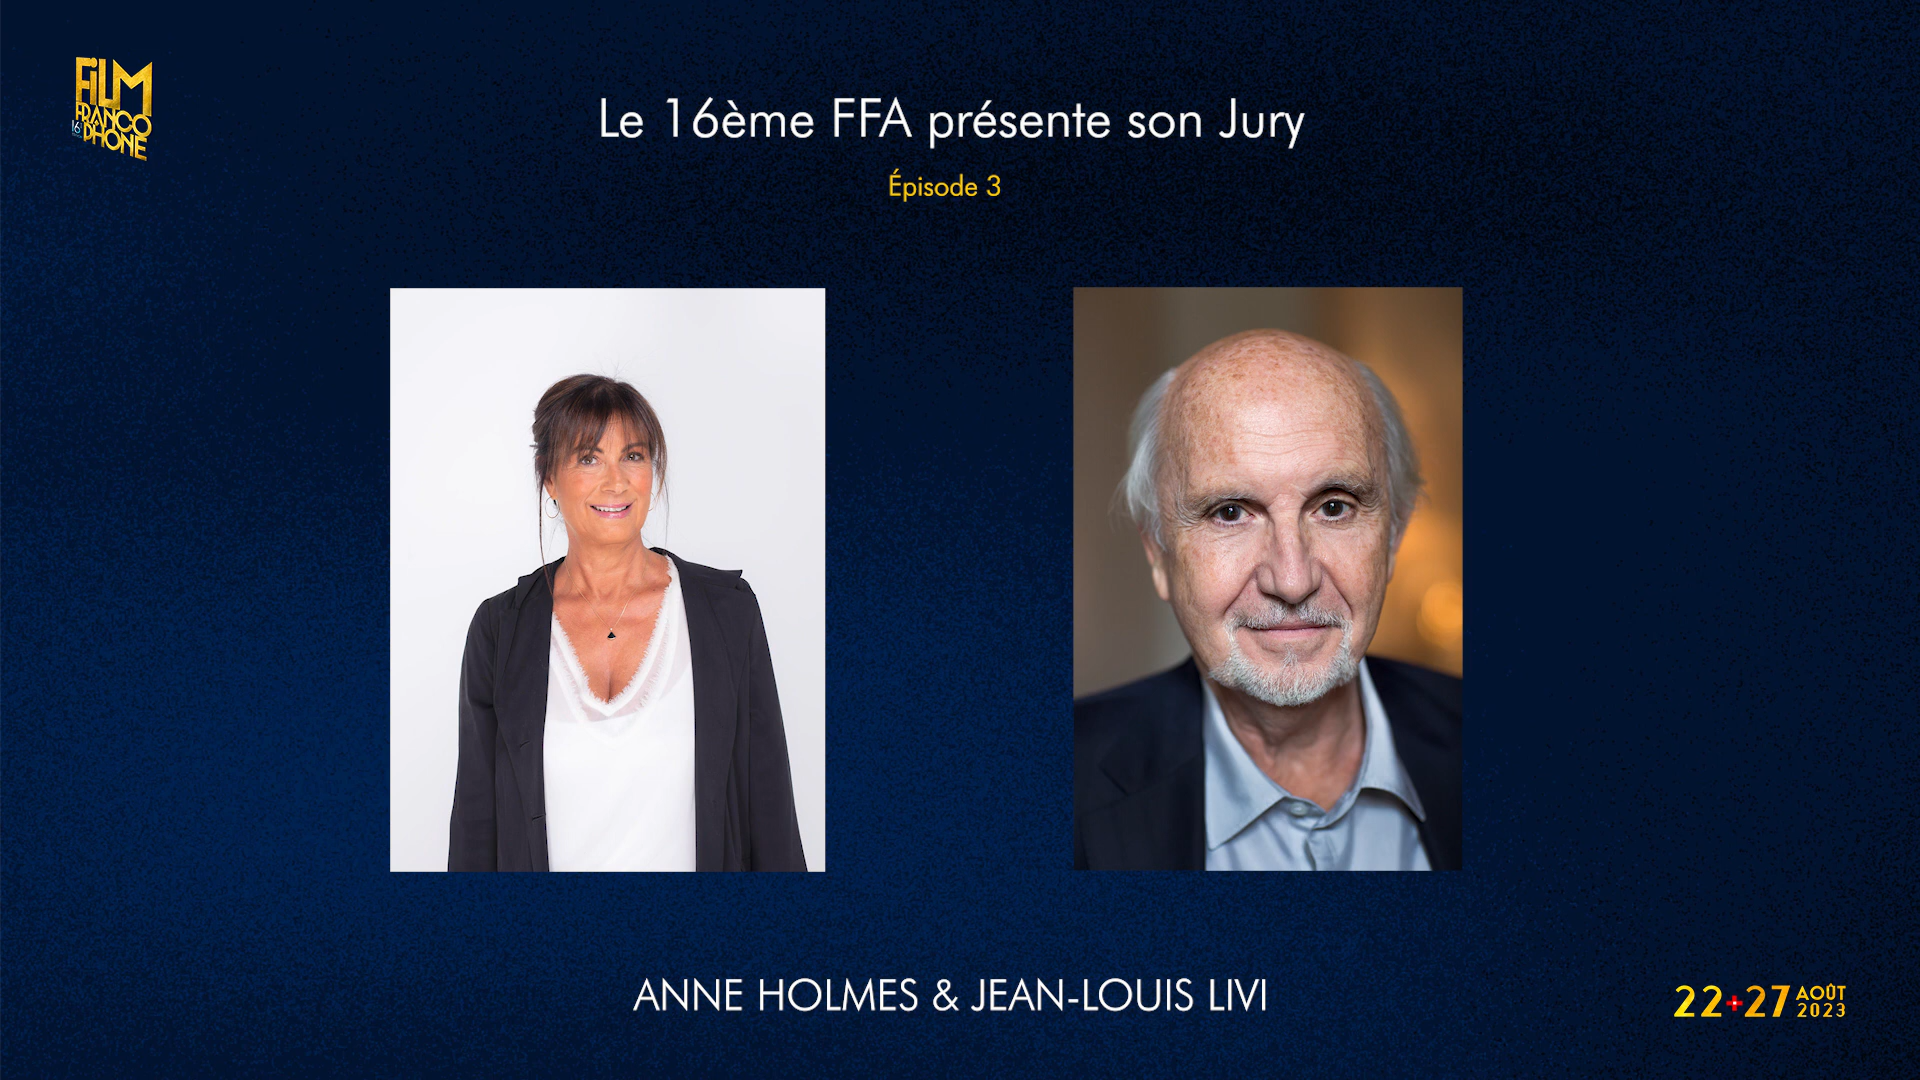 FiLM
FRANCO
16e
PHONE
Le 16ème FFA présente son Jury
Épisode 3
ANNE HOLMES & JEAN-LOUIS LIVI
22+27 AOÛT
2023